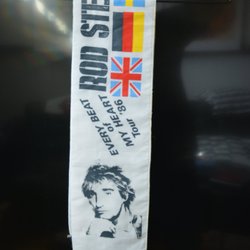 ROD STE
EVERY BEAT
of
MY HEART
Tour '86